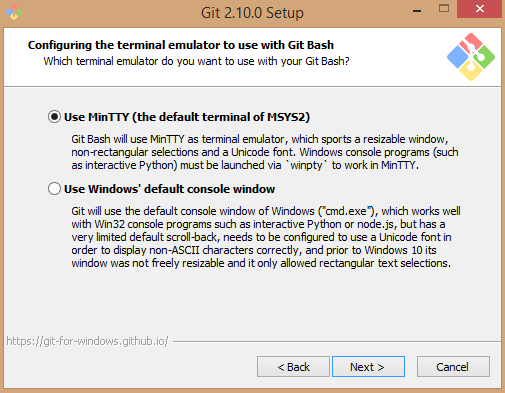 Git 2.10.0 Setup
Configuring the terminal emulator to use with Git Bash
Which terminal emulator do you want to use with your Git Bash?
Use MinTTY (the default terminal of MSYS2)
Git Bash will use MinTTY as terminal emulator, which sports a resizable window,
non-rectangular selections and a Unicode font. Windows console programs (such
as interactive Python) must be launched via `winpty` to work in MinTTY.
Use Windows' default console window
Git will use the default console window of Windows ("cmd.exe"), which works well
with Win32 console programs such as interactive Python or node.js, but has a
very limited default scroll-back, needs to be configured to use a Unicode font in
order to display non-ASCII characters correctly, and prior to Windows 10 its
window was not freely resizable and it only allowed rectangular text selections.
https://git-for-windows.github.io/
< Back
Next >
Cancel